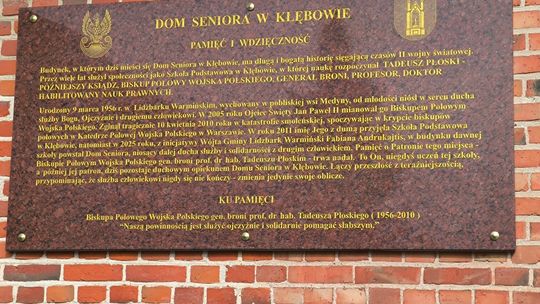 DOM SENIORA W KŁĘBOWIE
PAMIĘĆ I WDZIĘCZNOŚĆ
Budynek, w którym dziś mieści się Dom Seniora w Kłębowie, ma długą i bogatą historię sięgającą czasów II wojny światowej.
Przez wiele lat służył społeczności jako Szkoła Podstawowa w Kłębowie, w której naukę rozpoczynał TADEUSZ PŁOSKI -
PÓŹNIEJSZY KSIĄDZ, BISKUP POLOWY WOJSKA POLSKIEGO, GENERAŁ BRONI, PROFESOR, DOKTOR
HABILITOWANY NAUK PRAWNYCH.
Urodzony 9 marca 1956 r. w Lidzbarku Warmińskim, wychowany w pobliskiej wsi Medyny, od młodości niósł w sercu ducha
służby Bogu, Ojczyźnie i drugiemu człowiekowi. W 2005 roku Ojciec Święty Jan Paweł II mianował go Biskupem Polowym
Wojska Polskiego. Zginął tragicznie 10 kwietnia 2010 roku w katastrofie smoleńskiej, spoczywając w krypcie biskupów
polowych w Katedrze Polowej Wojska Polskiego w Warszawie. W roku 2011 imię Jego z dumą przyjęła Szkoła Podstawowa
w Kłębowie, natomiast w 2025 roku, z inicjatywy Wójta Gminy Lidzbark Warmiński Fabiana Andrukajtis, w budynku dawnej
szkoły powstał Dom Seniora, niosący dalej ducha służby i solidarności z drugim człowiekiem. Pamięć o Patronie tego miejsca -
Biskupie Polowym Wojska Polskiego gen. broni prof. dr hab. Tadeuszu Płoskim - trwa nadal. To On, niegdyś uczeń tej szkoły,
a później jej patron, dziś pozostaje duchowym opiekunem Domu Seniora w Kłębowie. Łączy przeszłość z teraźniejszością,
przypominając, że służba człowiekowi nigdy się nie kończy - zmienia jedynie swoje oblicze.
KU PAMIĘCI
Biskupa Polowego Wojska Polskiego gen. broni prof. dr hab. Tadeusza Płoskiego ( 1956-2010 )
"Naszą powinnością jest służyć ojczyźnie i solidarnie pomagać słabszym."